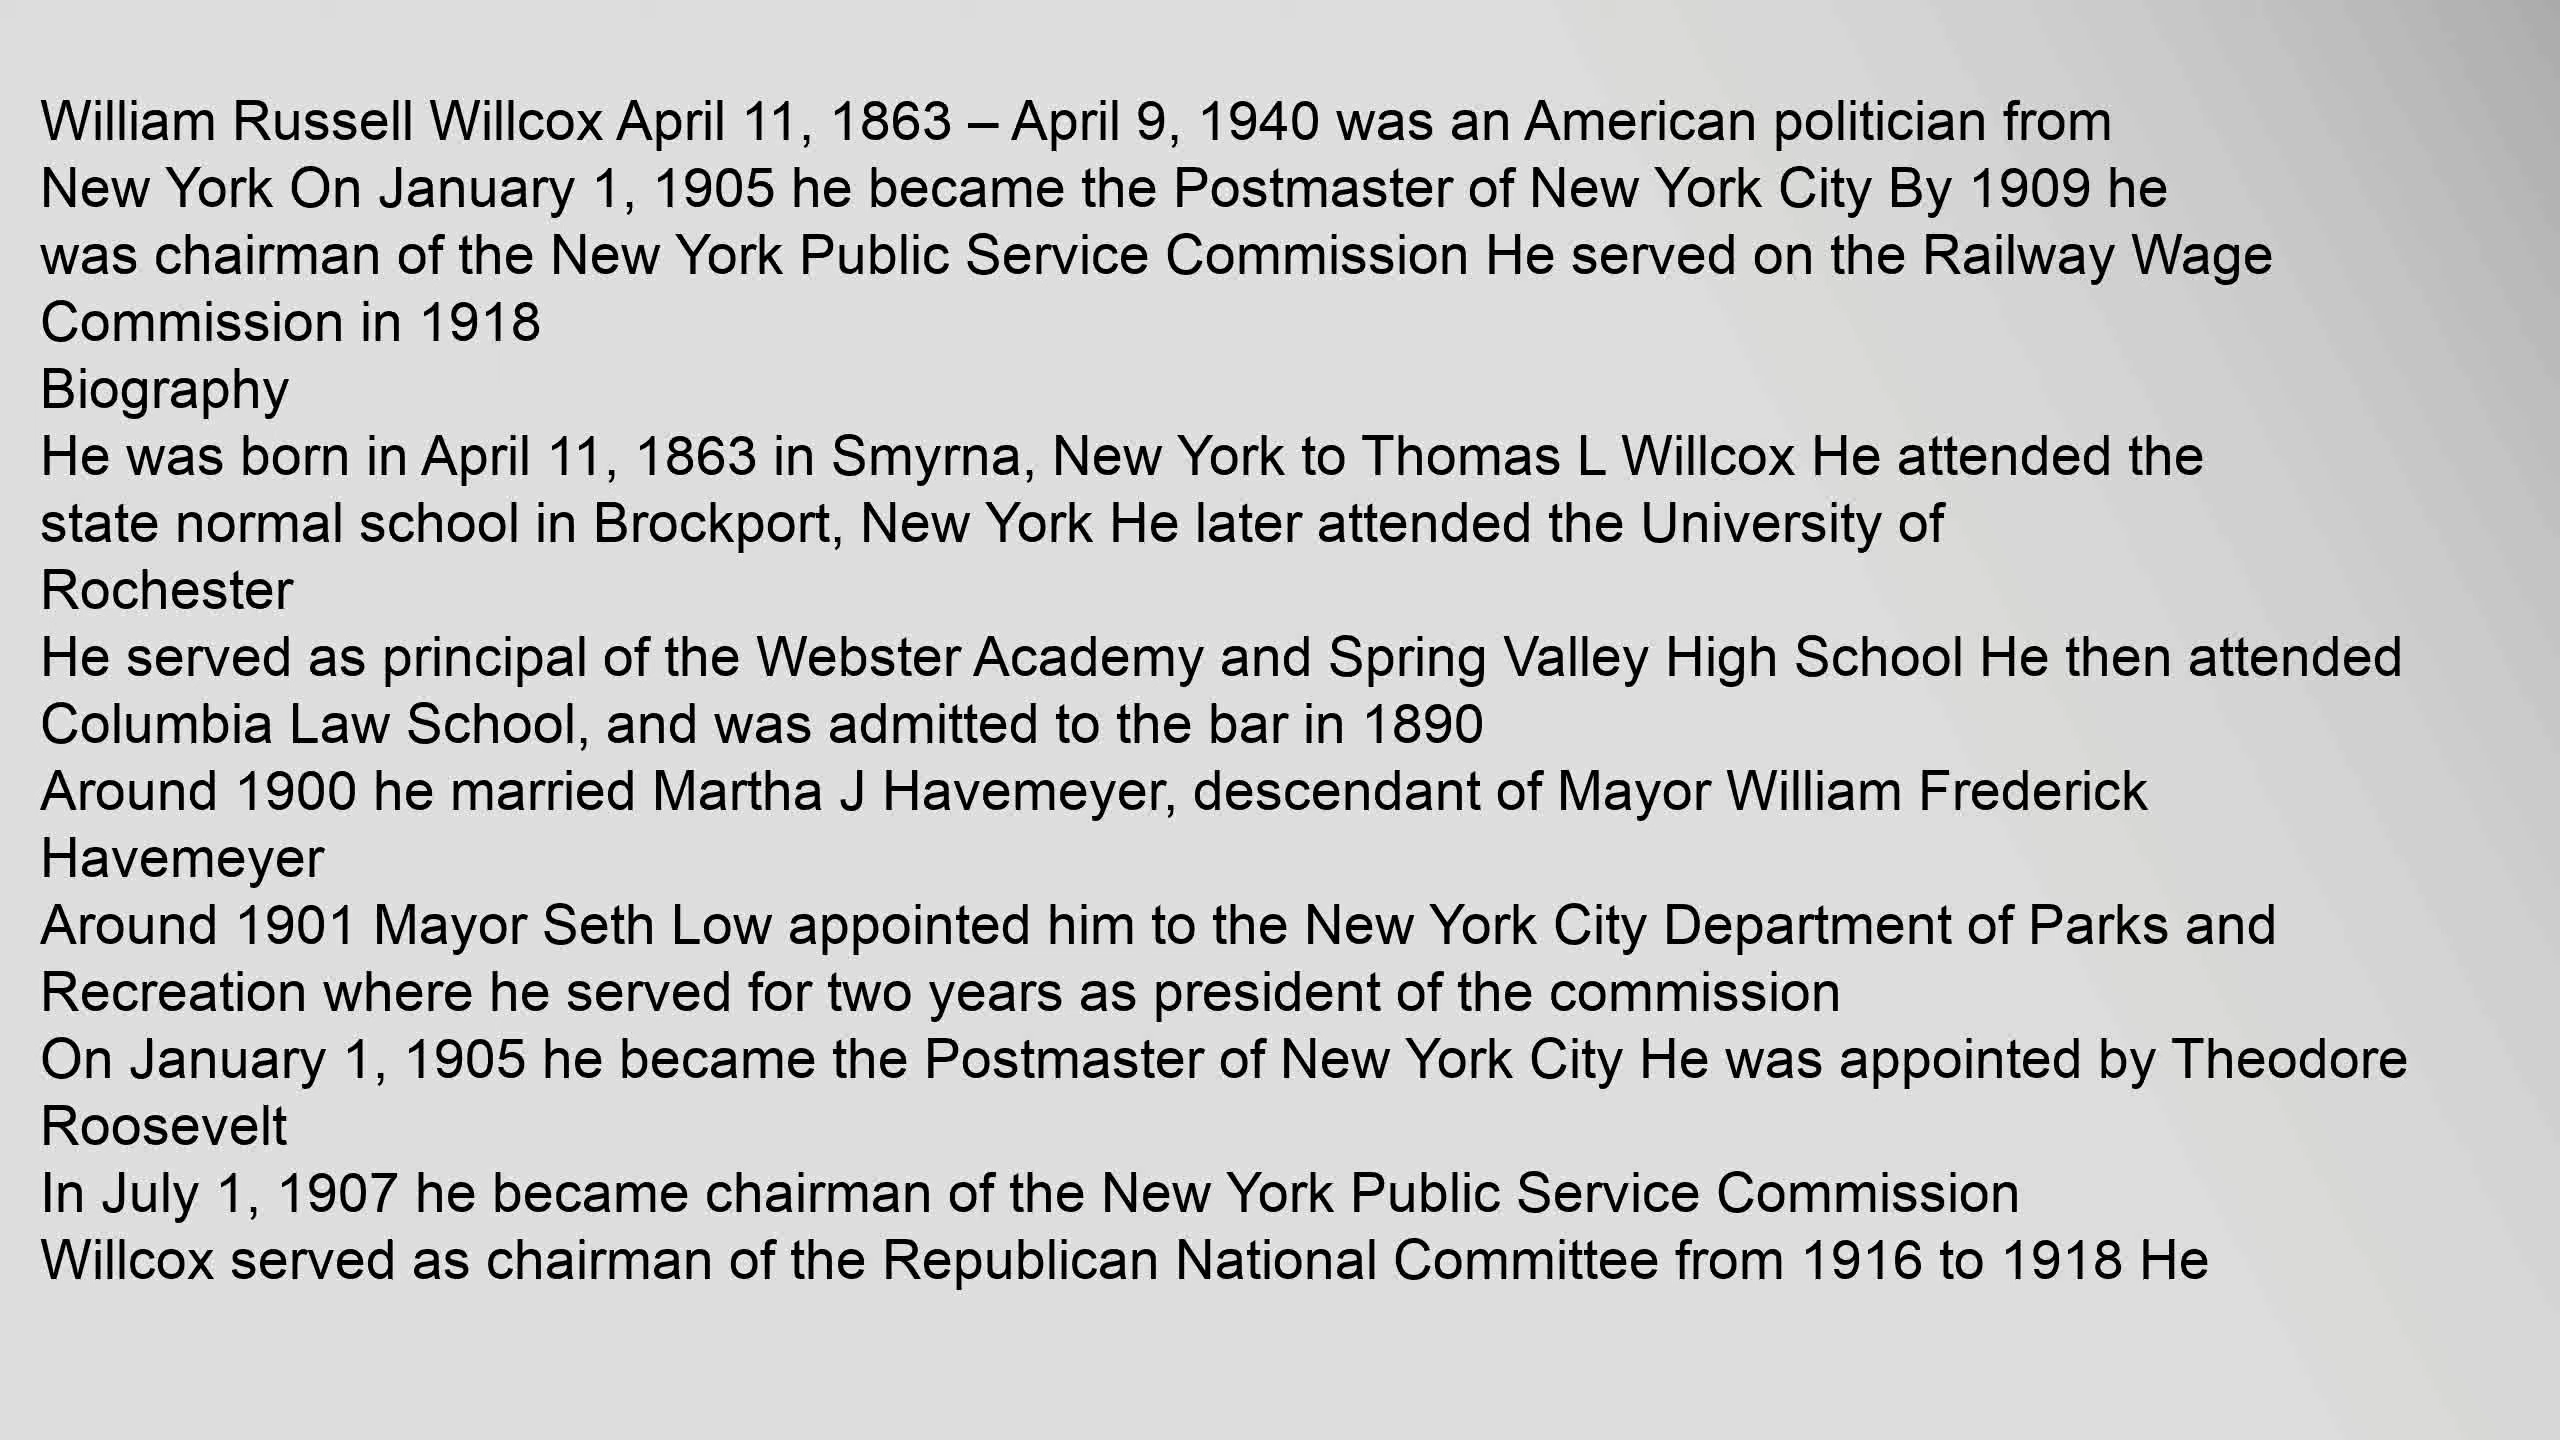 William Russell Willcox April 11, 1863 – April 9, 1940 was an American politician from
New York On January 1, 1905 he became the Postmaster of New York City By 1909 he
was chairman of the New York Public Service Commission He served on the Railway Wage
Commission in 1918
Biography
He was born in April 11, 1863 in Smyrna, New York to Thomas L Willcox He attended the
state normal school in Brockport, New York He later attended the University of
Rochester
He served as principal of the Webster Academy and Spring Valley High School He then attended
Columbia Law School, and was admitted to the bar in 1890
Around 1900 he married Martha J Havemeyer, descendant of Mayor William Frederick
Havemeyer
Around 1901 Mayor Seth Low appointed him to the New York City Department of Parks and
Recreation where he served for two years as president of the commission
On January 1, 1905 he became the Postmaster of New York City He was appointed by Theodore
Roosevelt
In July 1, 1907 he became chairman of the New York Public Service Commission
Willcox served as chairman of the Republican National Committee from 1916 to 1918 He